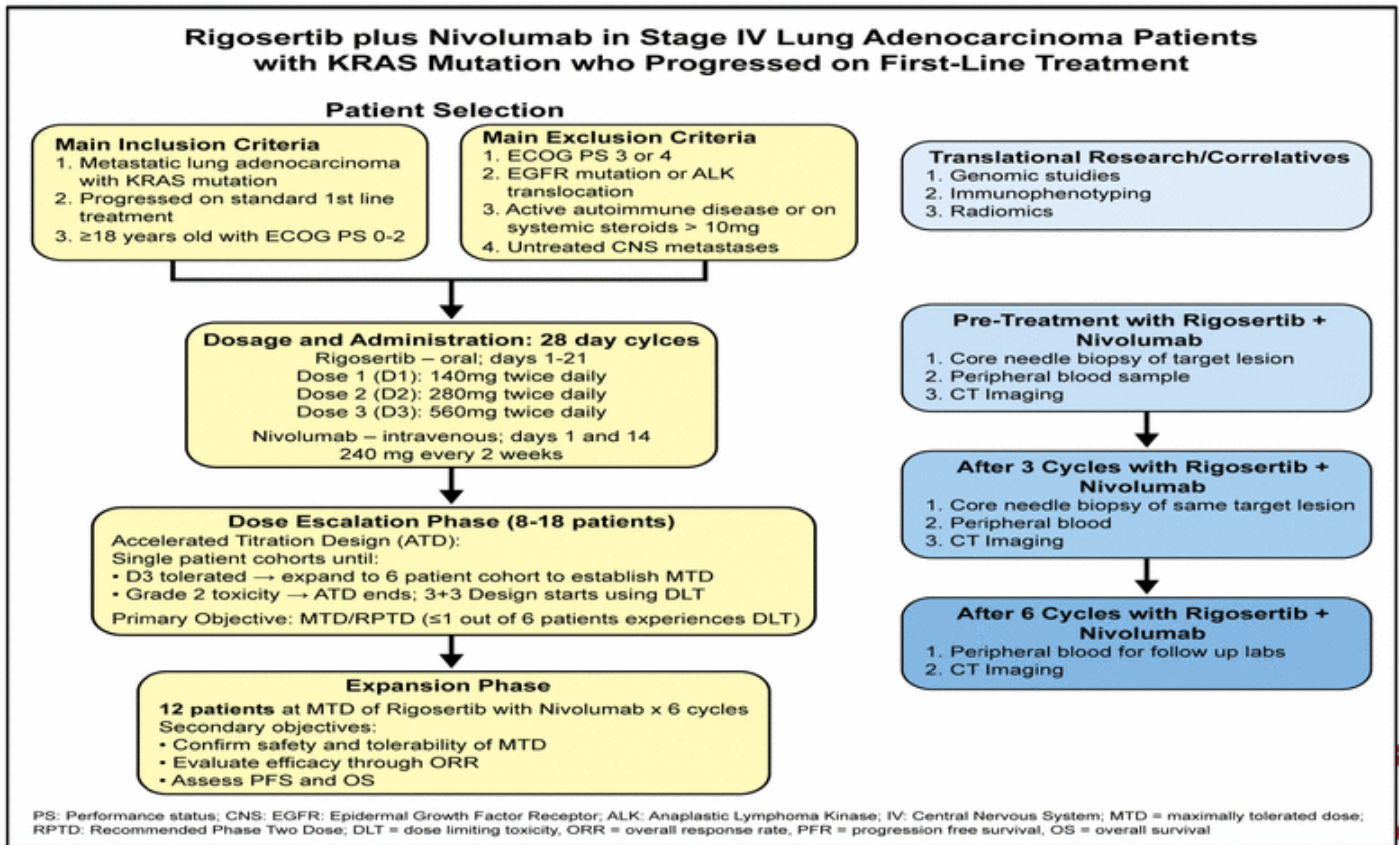 Rigosertib plus Nivolumab in Stage IV Lung Adenocarcinoma Patients
with KRAS Mutation who Progressed on First-Line Treatment
Patient Selection
Main Inclusion Criteria
1. Metastatic lung adenocarcinoma
with KRAS mutation
2. Progressed on standard 1st line
treatment
3. ≥18 years old with ECOG PS 0-2
Main Exclusion Criteria
1. ECOG PS 3 or 4
2. EGFR mutation or ALK
translocation
3. Active autoimmune disease or on
systemic steroids > 10mg
4. Untreated CNS metastases
Dosage and Administration: 28 day cylces
Rigosertib – oral; days 1-21
Dose 1 (D1): 140mg twice daily
Dose 2 (D2): 280mg twice daily
Dose 3 (D3): 560mg twice daily
Nivolumab – intravenous; days 1 and 14
240 mg every 2 weeks
Dose Escalation Phase (8-18 patients)
Accelerated Titration Design (ATD):
Single patient cohorts until:
• D3 tolerated → expand to 6 patient cohort to establish MTD
• Grade 2 toxicity → ATD ends; 3+3 Design starts using DLT
Primary Objective: MTD/RPTD (≤1 out of 6 patients experiences DLT)
Expansion Phase
12 patients at MTD of Rigosertib with Nivolumab x 6 cycles
Secondary objectives:
• Confirm safety and tolerability of MTD
• Evaluate efficacy through ORR
• Assess PFS and OS
Translational Research/Correlatives
1. Genomic stuidies
2. Immunophenotyping
3. Radiomics
Pre-Treatment with Rigosertib +
Nivolumab
1. Core needle biopsy of target lesion
2. Peripheral blood sample
3. CT Imaging
After 3 Cycles with Rigosertib +
Nivolumab
1. Core needle biopsy of same target lesion
2. Peripheral blood
3. CT Imaging
After 6 Cycles with Rigosertib +
Nivolumab
1. Peripheral blood for follow up labs
2. CT Imaging
PS: Performance status; CNS: EGFR: Epidermal Growth Factor Receptor; ALK: Anaplastic Lymphoma Kinase; IV: Central Nervous System; MTD = maximally tolerated dose;
RPTD: Recommended Phase Two Dose; DLT = dose limiting toxicity, ORR = overall response rate, PFR = progression free survival, OS = overall survival